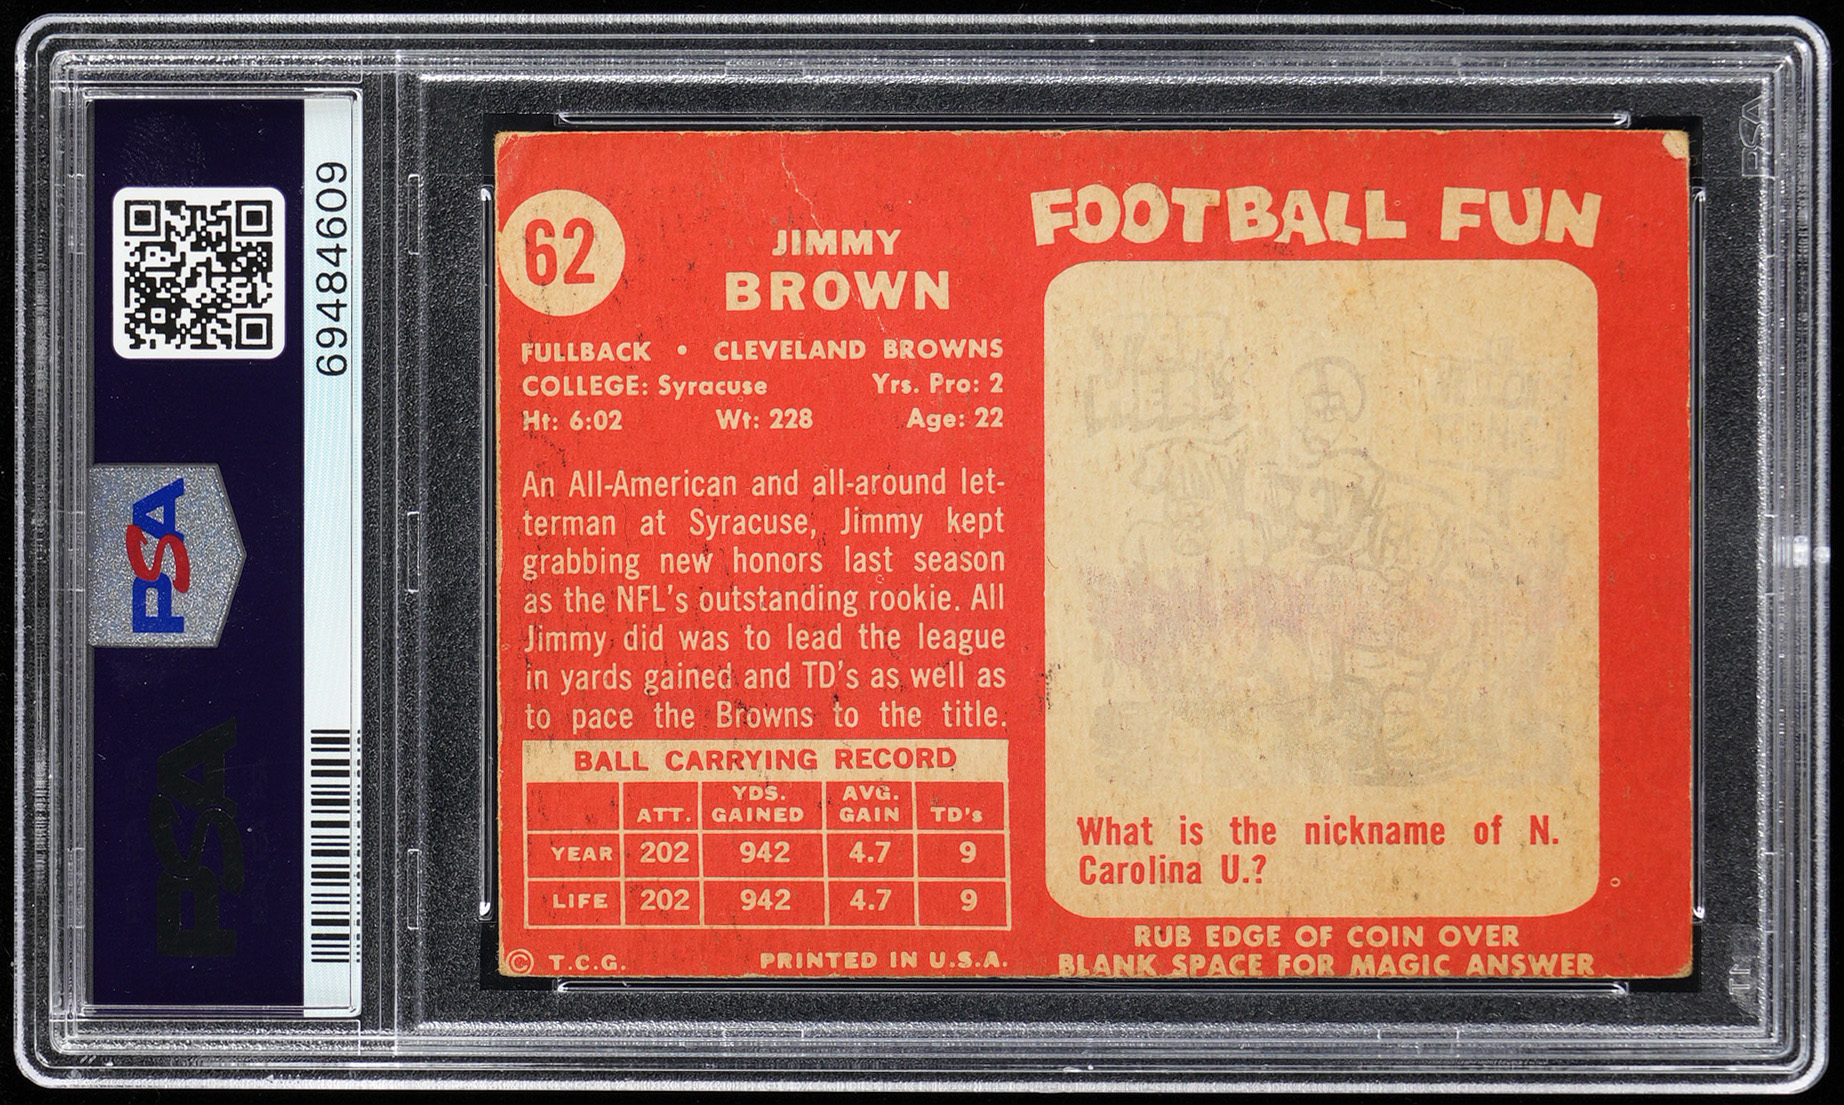 69484609
PSA
PSA
PSA
62
JIMMY
BROWN
FULLBACK • CLEVELAND BROWNS
COLLEGE: Syracuse Yrs. Pro: 2
Ht: 6:02 Wt: 228 Age: 22
An All-American and all-around let-
terman at Syracuse, Jimmy kept
grabbing new honors last season
as the NFL's outstanding rookie. All
Jimmy did was to lead the league
in yards gained and TD's as well as
to pace the Browns to the title.
BALL CARRYING RECORD
ATT. YDS. GAINED AVG. GAIN TD's
YEAR 202 942 4.7 9
LIFE 202 942 4.7 9
© T.C.G. PRINTED IN U.S.A.
FOOTBALL FUN
What is the nickname of N.
Carolina U.?
RUB EDGE OF COIN OVER
BLANK SPACE FOR MAGIC ANSWER